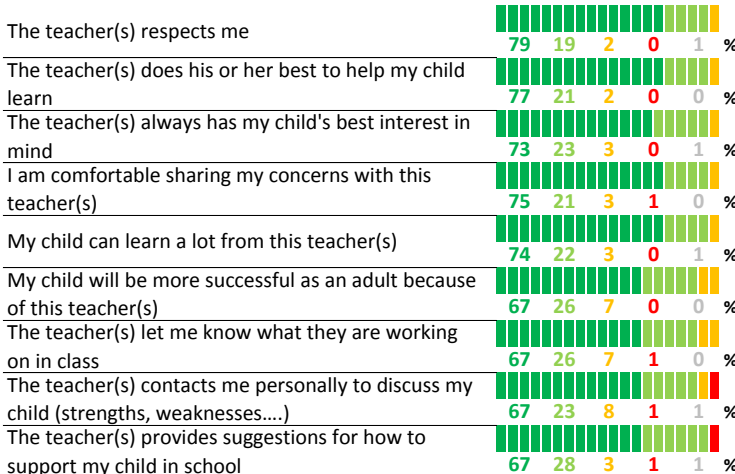 The teacher(s) respects me
79 19 2 0 1 %
The teacher(s) does his or her best to help my child
learn
77 21 2 0 0 %
The teacher(s) always has my child's best interest in
mind
73 23 3 0 1 %
I am comfortable sharing my concerns with this
teacher(s)
75 21 3 1 0 %
My child can learn a lot from this teacher(s)
74 22 3 0 1 %
My child will be more successful as an adult because
of this teacher(s)
67 26 7 0 0 %
The teacher(s) let me know what they are working
on in class
67 26 7 1 0 %
The teacher(s) contacts me personally to discuss my
child (strengths, weaknesses....)
67 23 8 1 1 %
The teacher(s) provides suggestions for how to
support my child in school
67 28 3 1 1 %